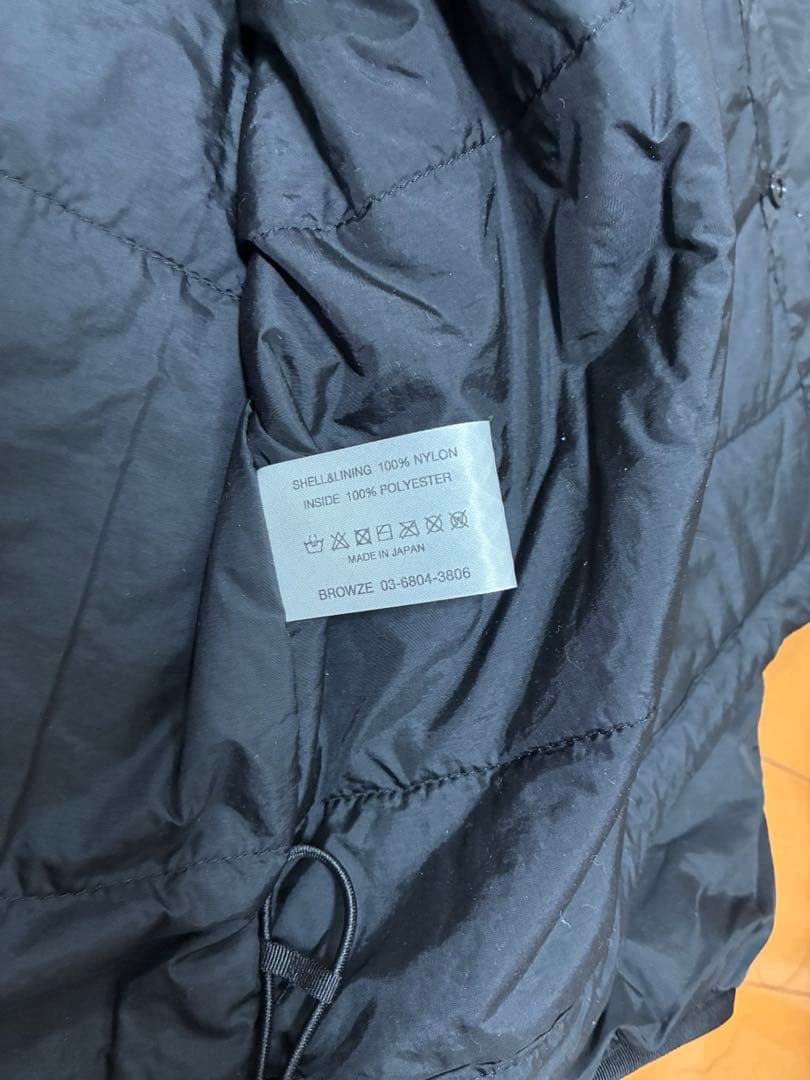 SHELL&LINING 100% NYLON
INSIDE 100% POLYESTER
MADE IN JAPAN
BROWZE 03-6804-3806